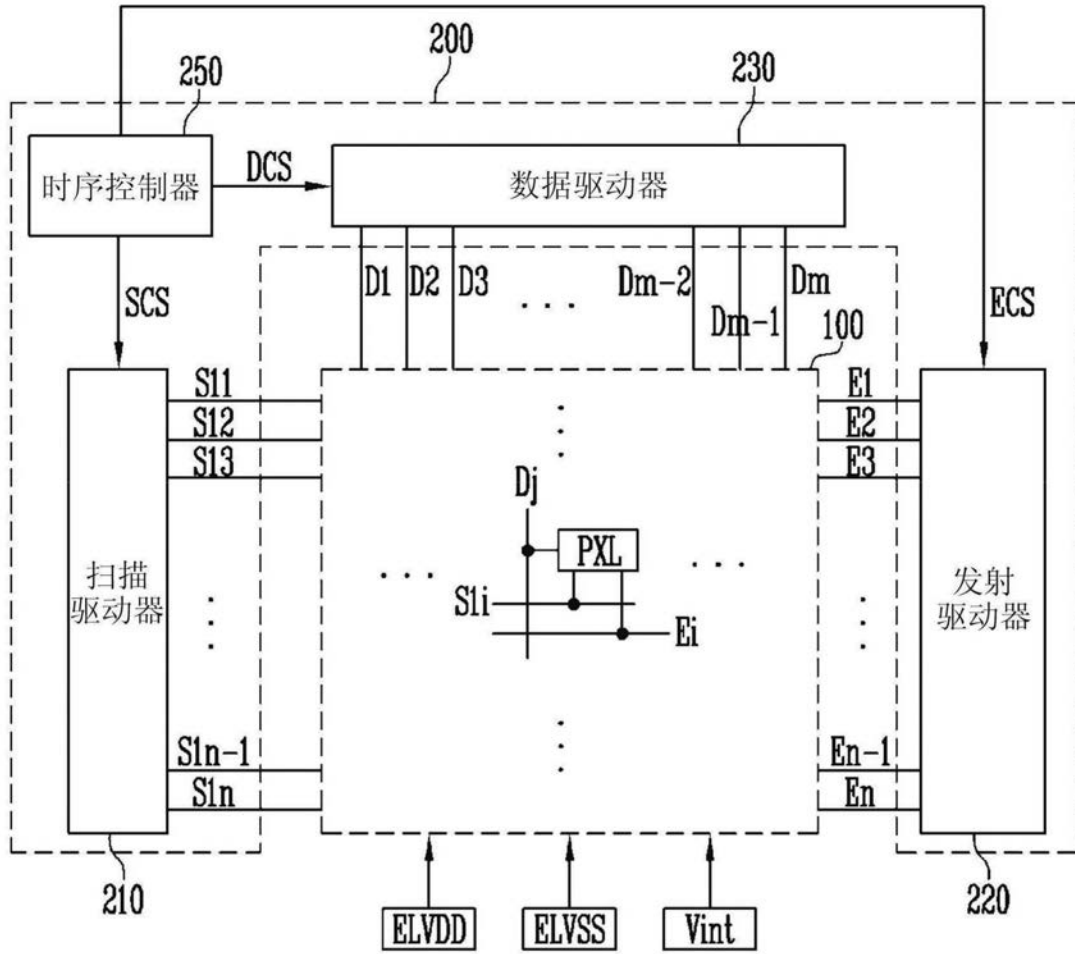 200
250
230
时序控制器
DCS
数据驱动器
D1
D2
D3
Dm-2
Dm-1
Dm
SCS
ECS
100
S11
S12
S13
E1
E2
E3
Dj
PXL
S1i
Ei
扫描
驱动器
发射
驱动器
S1n-1
S1n
En-1
En
210
220
ELVDD
ELVSS
Vint